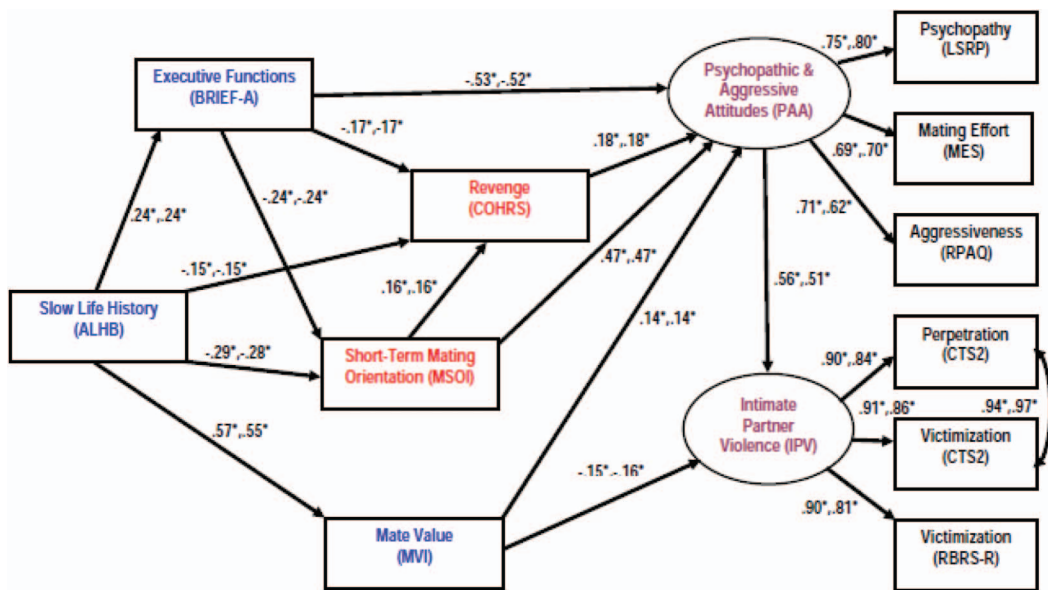 Psychopathy
(LSRP)
.75*,.80*
Executive Functions
(BRIEF-A)
-.53*,-.52*
Psychopathic &
Aggressive
Attitudes (PAA)
-.17*,-17*
.18*,.18*
Mating Effort
(MES)
.69*,.70*
Revenge
(COHRS)
-.24*,-.24*
.24*,.24*
.71*,.62*
Aggressiveness
(RPAQ)
-.15*,-.15*
.47*,.47*
.16*,.16*
.56*,.51*
Slow Life History
(ALHB)
.14*,.14*
-.29*,-.28*
Short-Term Mating
Orientation (MSOI)
Perpetration
(CTS2)
.90*,.84*
.57*,.55*
Intimate
Partner
Violence (IPV)
.91*,.86*
.94*,.97*
Victimization
(CTS2)
-.15*,-.16*
.90*,.81*
Mate Value
(MVI)
Victimization
(RBRS-R)